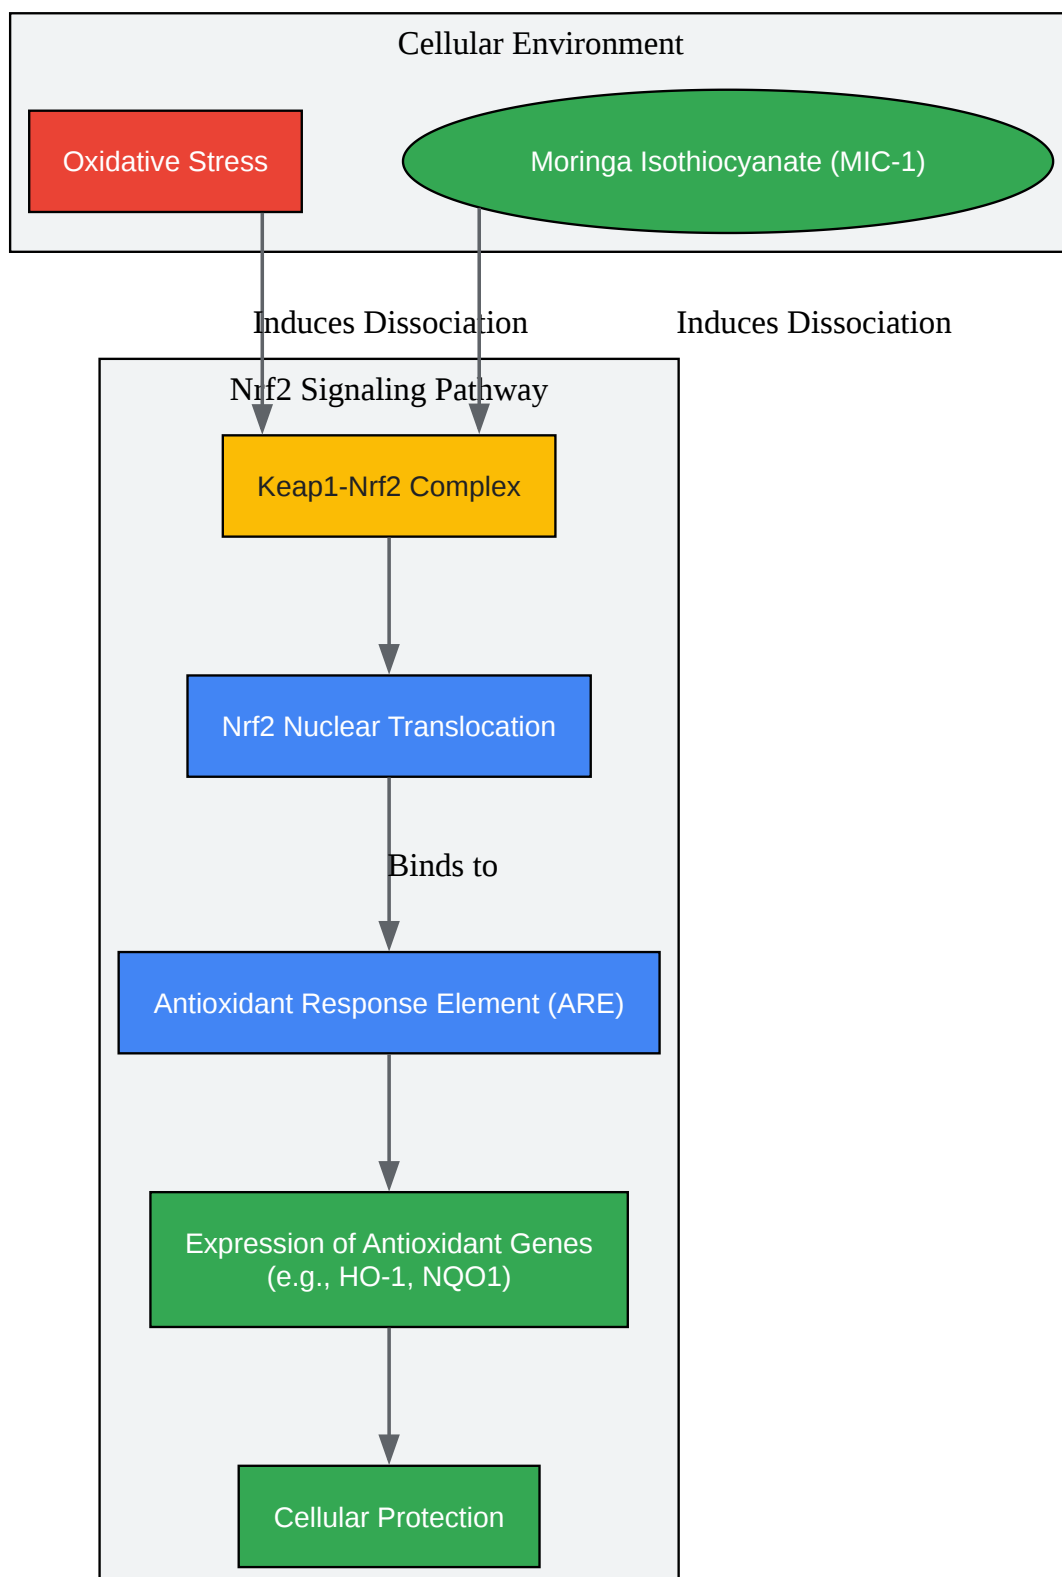 Cellular Environment
Oxidative Stress
Moringa Isothiocyanate (MIC-1)
Induces Dissociation
Induces Dissociation
Nrf2 Signaling Pathway
Keap1-Nrf2 Complex
Nrf2 Nuclear Translocation
Binds to
Antioxidant Response Element (ARE)
Expression of Antioxidant Genes
(e.g., HO-1, NQO1)
Cellular Protection